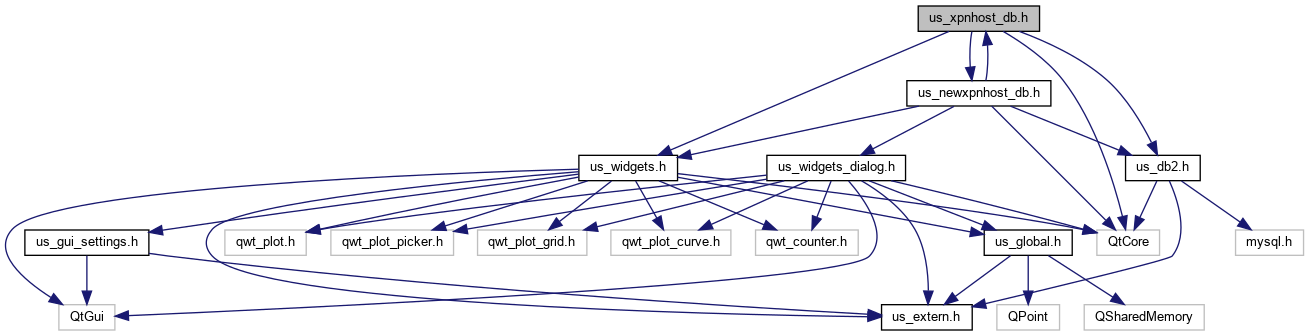 us_xpnhost_db.h
us_newxpnhost_db.h
us_widgets.h
us_widgets_dialog.h
us_db2.h
us_gui_settings.h
qwt_plot.h
qwt_plot_picker.h
qwt_plot_grid.h
qwt_plot_curve.h
qwt_counter.h
us_global.h
QtCore
mysql.h
QtGui
us_extern.h
QPoint
QSharedMemory